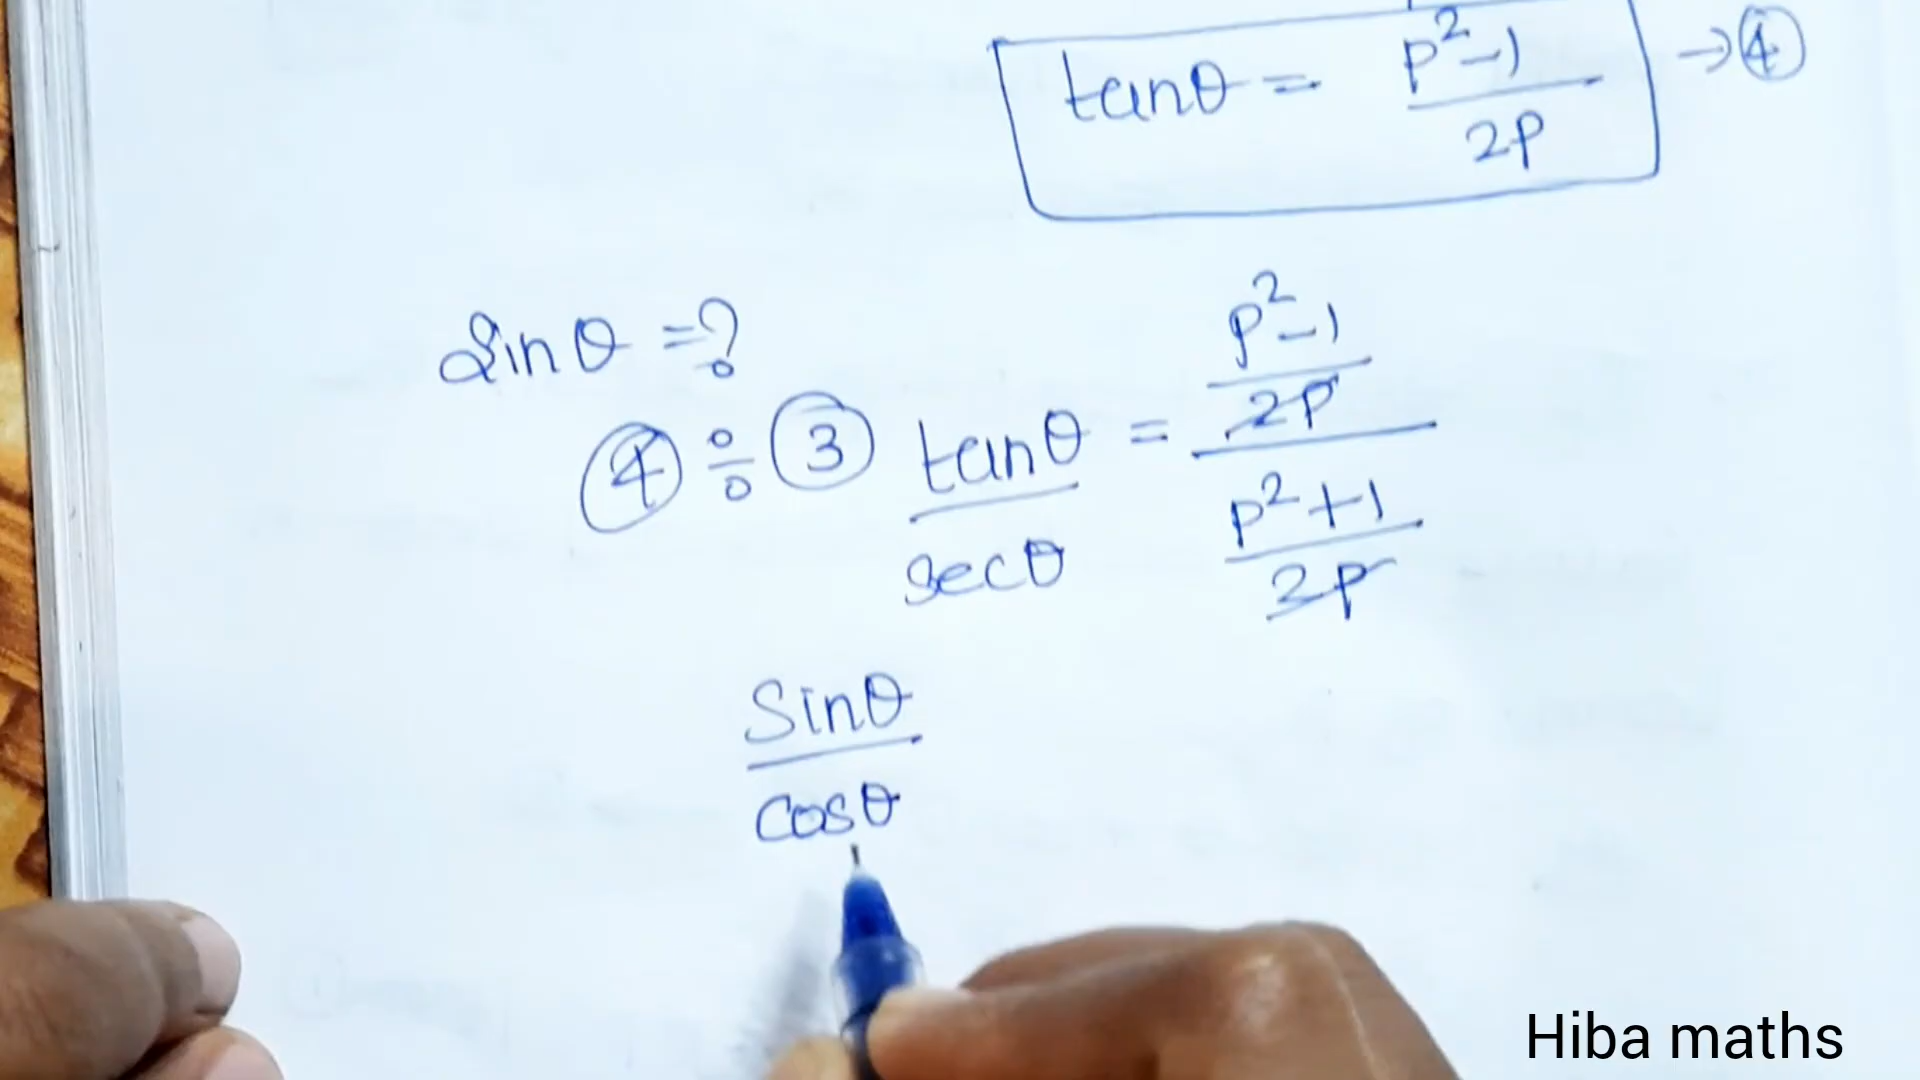 tanθ = p²-1 / 2p → ④
Sinθ = ?
④ ÷ ③ tanθ / secθ = p²-1 / 2p / p²+1 / 2p
Sinθ / cosθ
Hiba maths